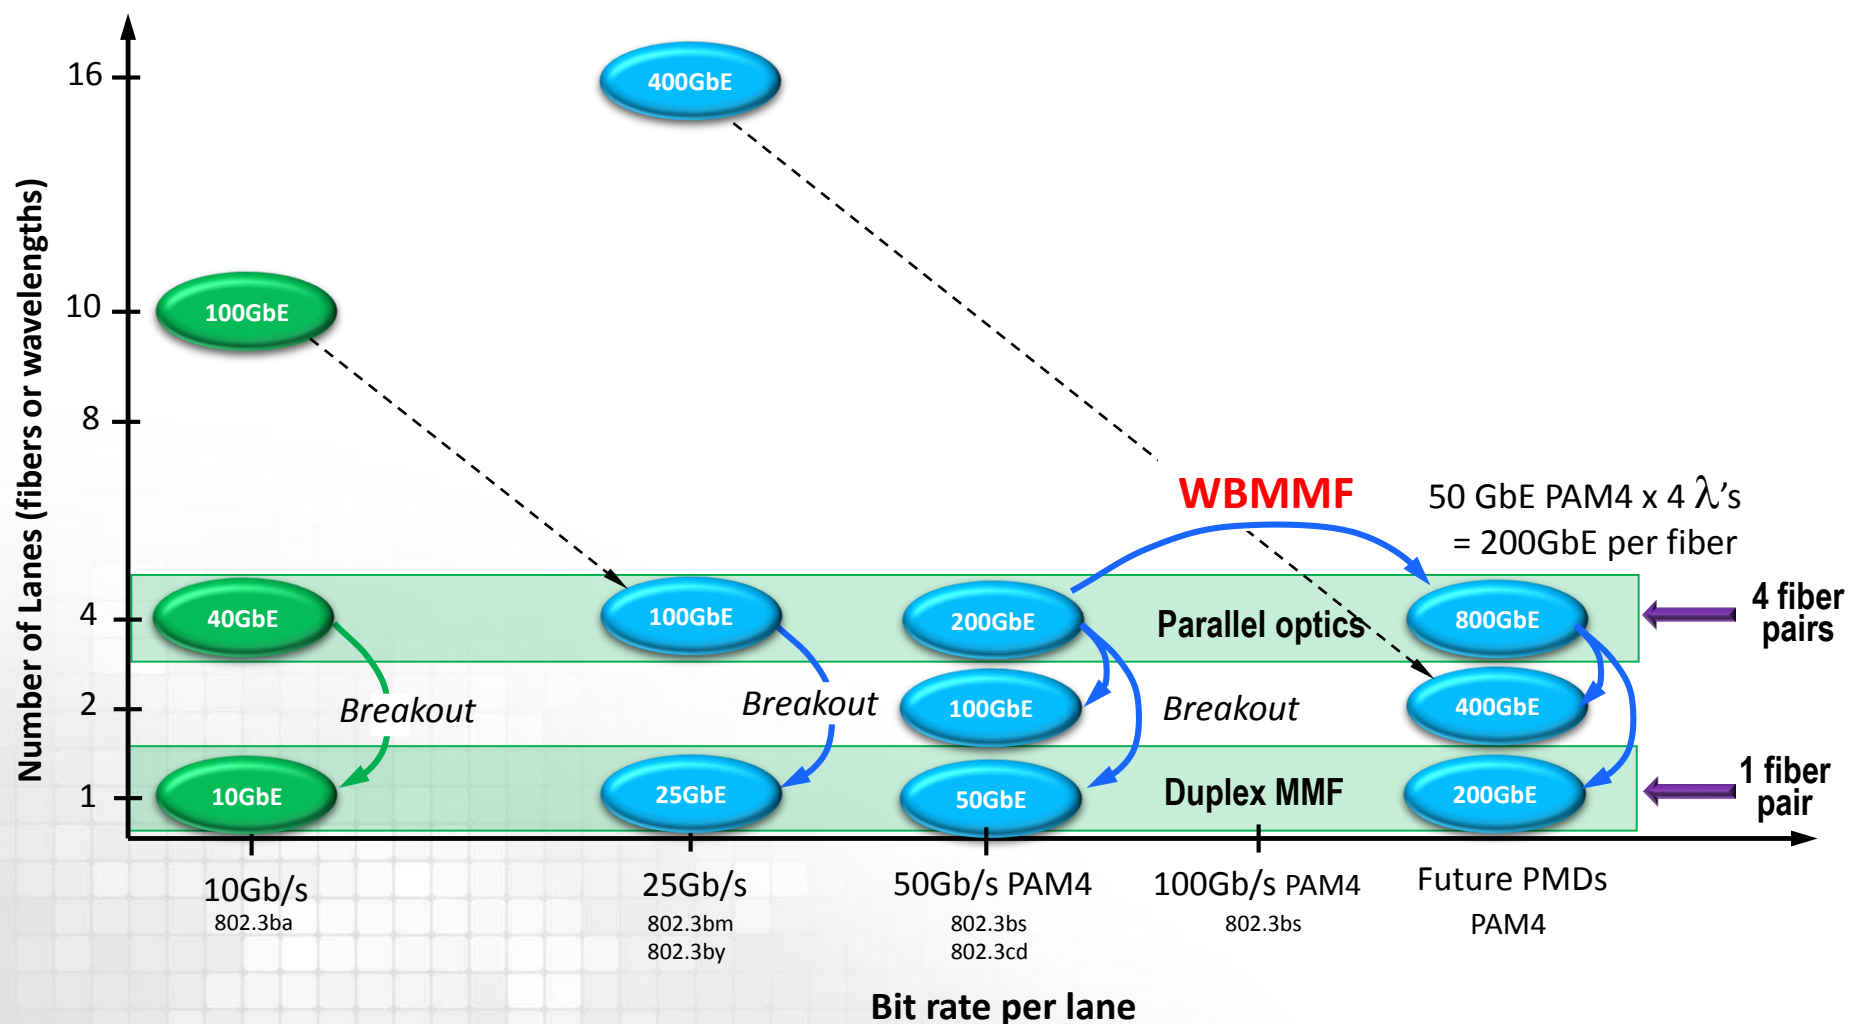 16
400GbE
Number of Lanes (fibers or wavelengths)
10
100GbE
8
WBMMF
50 GbE PAM4 x 4 λ's
= 200GbE per fiber
4
40GbE
100GbE
200GbE
Parallel optics
800GbE
4 fiber
pairs
2
Breakout
Breakout
100GbE
Breakout
400GbE
1
10GbE
25GbE
50GbE
Duplex MMF
200GbE
1 fiber
pair
10Gb/s
802.3ba
25Gb/s
802.3bm
802.3by
50Gb/s PAM4
802.3bs
802.3cd
100Gb/s PAM4
802.3bs
Future PMDs
PAM4
Bit rate per lane